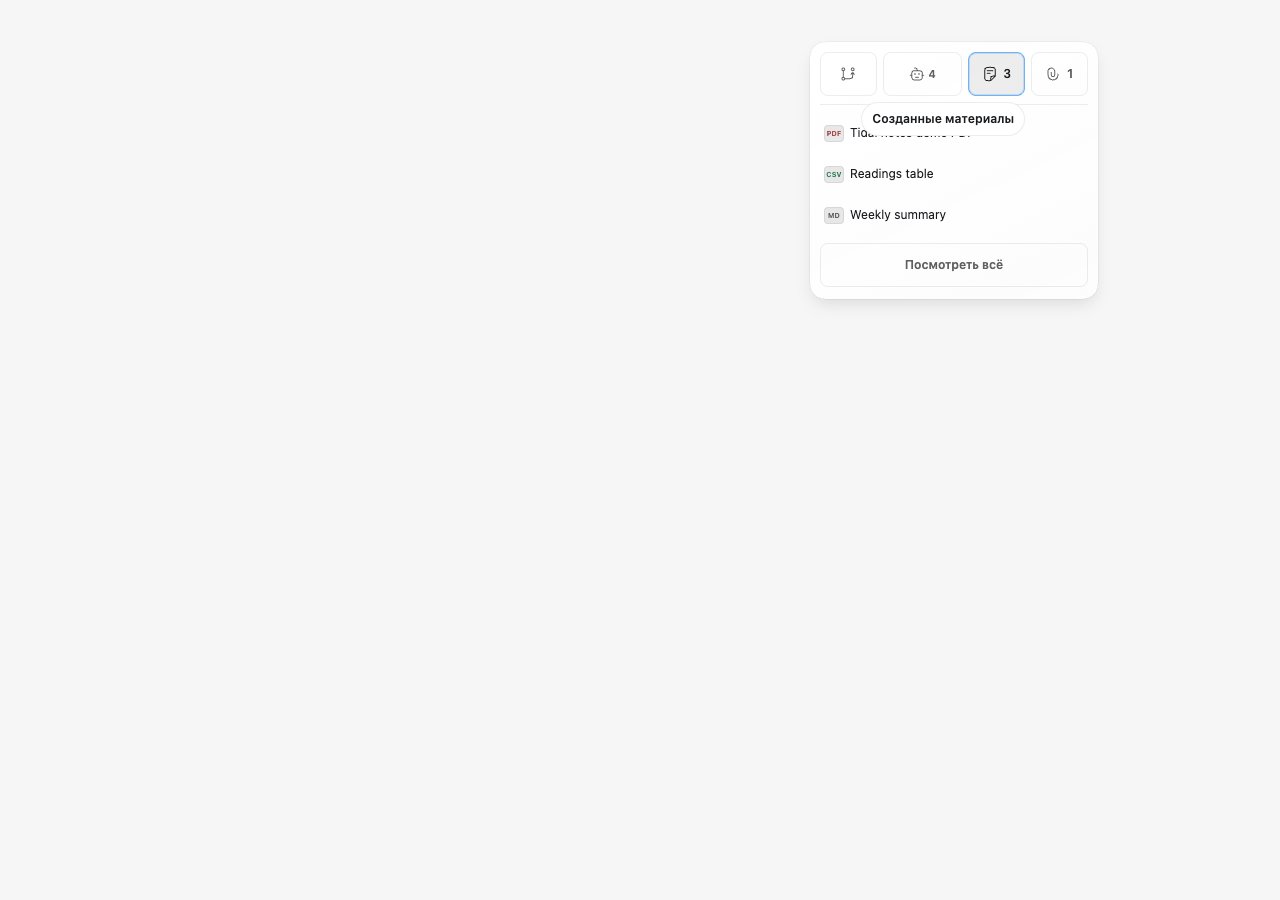 4
3
1
Созданные материалы
PDF
CSV Readings table
MD Weekly summary
Посмотреть всё